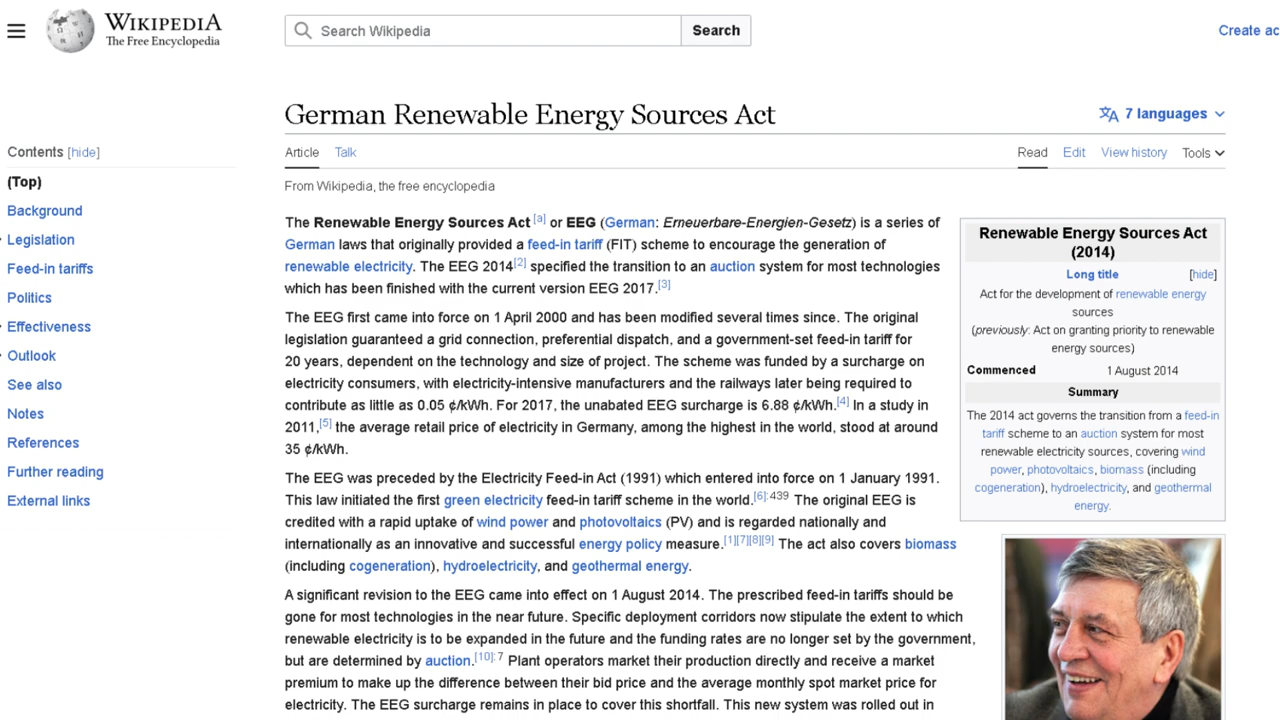 WIKIPEDIA
The Free Encyclopedia
Search Wikipedia
Search
Create ac
German Renewable Energy Sources Act
7 languages
Article Talk
Read Edit View history Tools
From Wikipedia, the free encyclopedia
Contents [hide]
(Top)
Background
Legislation
Feed-in tariffs
Politics
Effectiveness
Outlook
See also
Notes
References
Further reading
External links
The Renewable Energy Sources Act [a] or EEG (German: Erneuerbare-Energien-Gesetz) is a series of
German laws that originally provided a feed-in tariff (FIT) scheme to encourage the generation of
renewable electricity. The EEG 2014[2] specified the transition to an auction system for most technologies
which has been finished with the current version EEG 2017.[3]
The EEG first came into force on 1 April 2000 and has been modified several times since. The original
legislation guaranteed a grid connection, preferential dispatch, and a government-set feed-in tariff for
20 years, dependent on the technology and size of project. The scheme was funded by a surcharge on
electricity consumers, with electricity-intensive manufacturers and the railways later being required to
contribute as little as 0.05 ¢/kWh. For 2017, the unabated EEG surcharge is 6.88 ¢/kWh.[4] In a study in
2011,[5] the average retail price of electricity in Germany, among the highest in the world, stood at around
35 ¢/kWh.
The EEG was preceded by the Electricity Feed-in Act (1991) which entered into force on 1 January 1991.
This law initiated the first green electricity feed-in tariff scheme in the world.[6]: 439 The original EEG is
credited with a rapid uptake of wind power and photovoltaics (PV) and is regarded nationally and
internationally as an innovative and successful energy policy measure.[1][7][8][9] The act also covers biomass
(including cogeneration), hydroelectricity, and geothermal energy.
A significant revision to the EEG came into effect on 1 August 2014. The prescribed feed-in tariffs should be
gone for most technologies in the near future. Specific deployment corridors now stipulate the extent to which
renewable electricity is to be expanded in the future and the funding rates are no longer set by the government,
but are determined by auction.[10]: 7 Plant operators market their production directly and receive a market
premium to make up the difference between their bid price and the average monthly spot market price for
electricity. The EEG surcharge remains in place to cover this shortfall. This new system was rolled out in
Renewable Energy Sources Act
(2014)
Long title [hide]
Act for the development of renewable energy
sources
(previously: Act on granting priority to renewable
energy sources)
Commenced 1 August 2014
Summary
The 2014 act governs the transition from a feed-in
tariff scheme to an auction system for most
renewable electricity sources, covering wind
power, photovoltaics, biomass (including
cogeneration), hydroelectricity, and geothermal
energy.